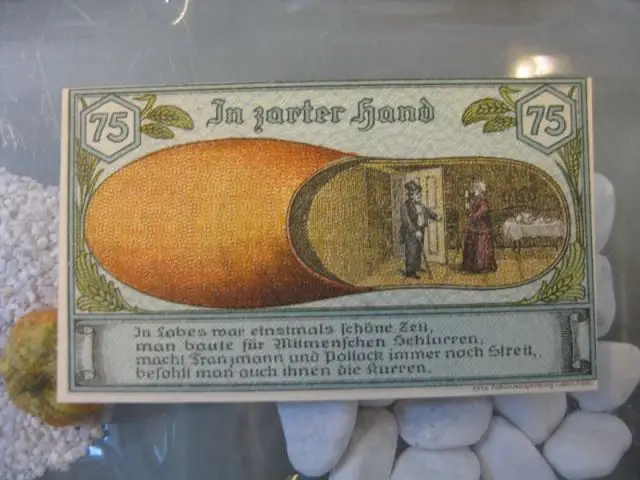 75
In zarter Hand
75
In Labes war einstmals schöne Zeit,
man baute für Mitmenschen Schlurren;
macht Franzmann und Pollack immer noch Streit,
besohlt man auch ihnen die Kurren.